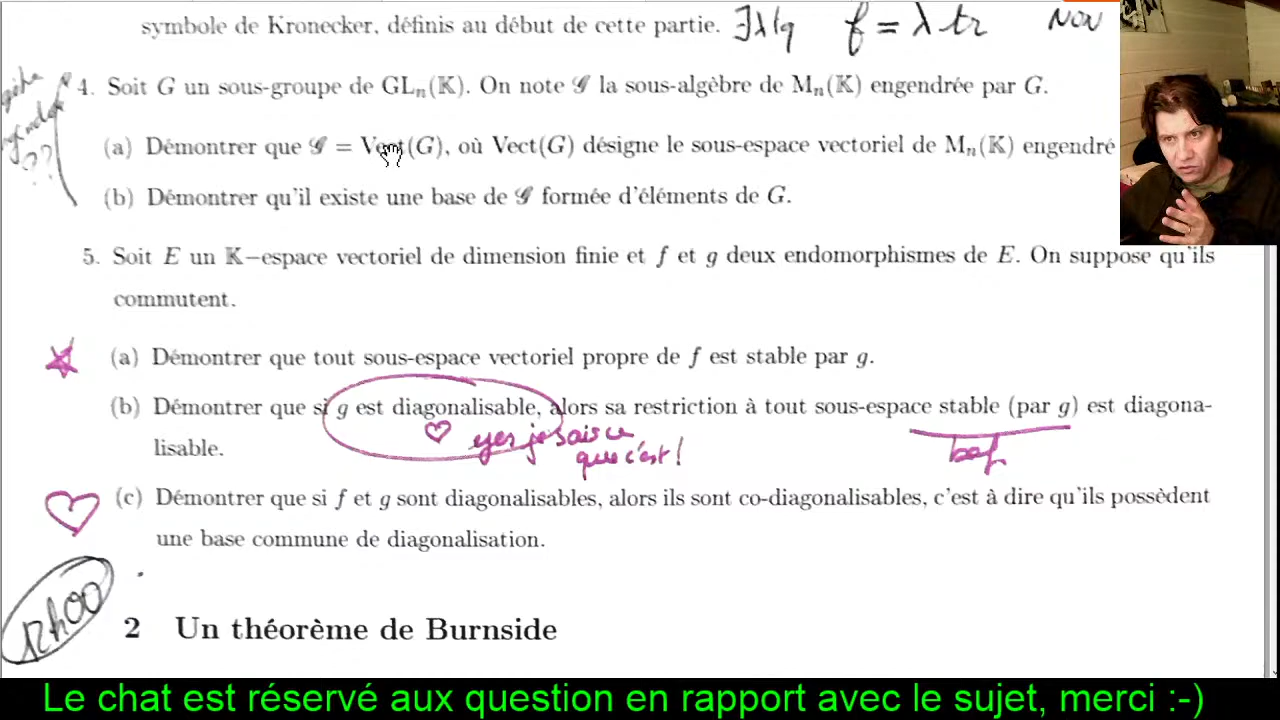 symbole de Kronecker, définis au début de cette partie. ∃λ tq f = λ tr NON
4. Soit G un sous-groupe de GLₙ(𝕂). On note 𝒢 la sous-algèbre de Mₙ(𝕂) engendrée par G.
??
(a) Démontrer que 𝒢 = Vect(G), où Vect(G) désigne le sous-espace vectoriel de Mₙ(𝕂) engendré
(b) Démontrer qu'il existe une base de 𝒢 formée d'éléments de G.
5. Soit E un 𝕂−espace vectoriel de dimension finie et f et g deux endomorphismes de E. On suppose qu'ils
commutent.
(a) Démontrer que tout sous-espace vectoriel propre de f est stable par g.
(b) Démontrer que si g est diagonalisable, alors sa restriction à tout sous-espace stable (par g) est diagona-
lisable.
yes je sais ce
que c'est !
bof
(c) Démontrer que si f et g sont diagonalisables, alors ils sont co-diagonalisables, c'est à dire qu'ils possèdent
une base commune de diagonalisation.
12h00
2 Un théorème de Burnside
Le chat est réservé aux question en rapport avec le sujet, merci :-)